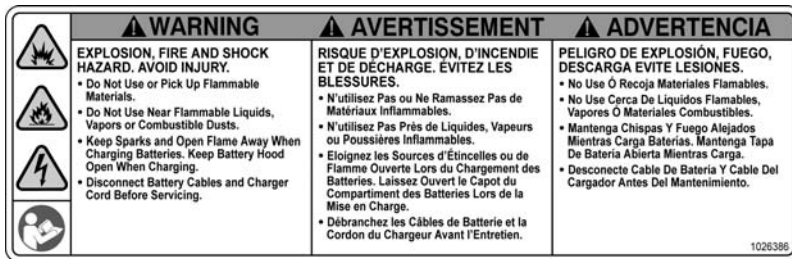 WARNING
EXPLOSION, FIRE AND SHOCK
HAZARD. AVOID INJURY.
• Do Not Use or Pick Up Flammable
Materials.
• Do Not Use Near Flammable Liquids,
Vapors or Combustible Dusts.
• Keep Sparks and Open Flame Away When
Charging Batteries. Keep Battery Hood
Open When Charging.
• Disconnect Battery Cables and Charger
Cord Before Servicing.
AVERTISSEMENT
RISQUE D'EXPLOSION, D'INCENDIE
ET DE DÉCHARGE. ÉVITEZ LES
BLESSURES.
• N'utilisez Pas ou Ne Ramassez Pas de
Matériaux Inflammables.
• N'utilisez Pas Près de Liquides, Vapeurs
ou Poussières Inflammables.
• Eloignez les Sources d'Étincelles ou de
Flamme Ouverte Lors du Chargement des
Batteries. Laissez Ouvert le Capot du
Compartiment des Batteries Lors de la
Mise en Charge.
• Débranchez les Câbles de Batterie et la
Cordon du Chargeur Avant l'Entretien.
ADVERTENCIA
PELIGRO DE EXPLOSIÓN, FUEGO,
DESCARGA EVITE LESIONES.
• No Use Ó Recoja Materiales Flamables.
• No Use Cerca De Liquidos Flamables,
Vapores Ó Materiales Combustibles.
• Mantenga Chispas Y Fuego Alejados
Mientras Carga Baterías. Mantenga Tapa
De Batería Abierta Mientras Carga.
• Desconecte Cable De Batería Y Cable Del
Cargador Antes Del Mantenimiento.
1026386